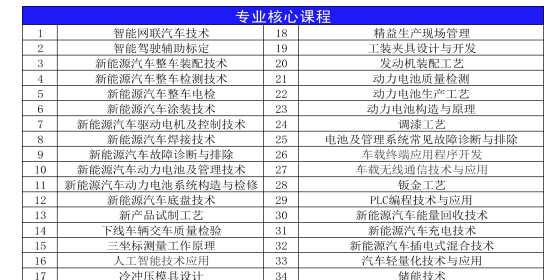 专业核心课程
1 智能网联汽车技术 18 精益生产现场管理
2 智能驾驶辅助标定 19 工装夹具设计与开发
3 新能源汽车整车装配技术 20 发动机装配工艺
4 新能源汽车整车检测技术 21 动力电池质量检测
5 新能源汽车整车电检 22 动力电池生产工艺
6 新能源汽车涂装技术 23 动力电池构造与原理
7 新能源汽车驱动电机及控制技术 24 调漆工艺
8 新能源汽车焊接技术 25 电池及管理系统常见故障诊断与排除
9 新能源汽车故障诊断与排除 26 车载终端应用程序开发
10 新能源汽车动力电池及管理技术 27 车载无线通信技术与应用
11 新能源汽车动力电池系统构造与检修 28 钣金工艺
12 新能源汽车底盘技术 29 PLC编程技术与应用
13 新产品试制工艺 30 新能源汽车能量回收技术
14 下线车辆交车质量检验 31 新能源汽车充电技术
15 三坐标测量工作原理 32 新能源汽车插电式混合技术
16 人工智能技术应用 33 汽车轻量化技术与应用
17 冷冲压模具设计 34 储能技术